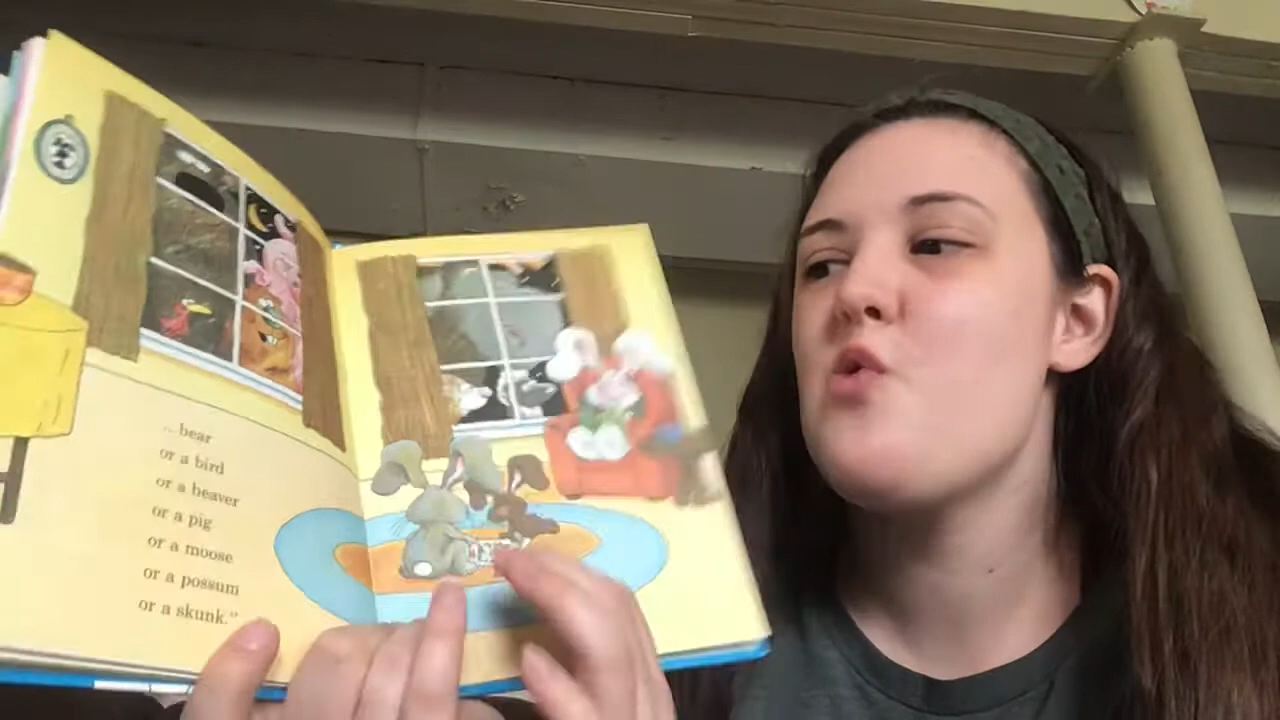 ...bear
or a bird
or a beaver
or a pig
or a moose
or a possum
or a skunk."